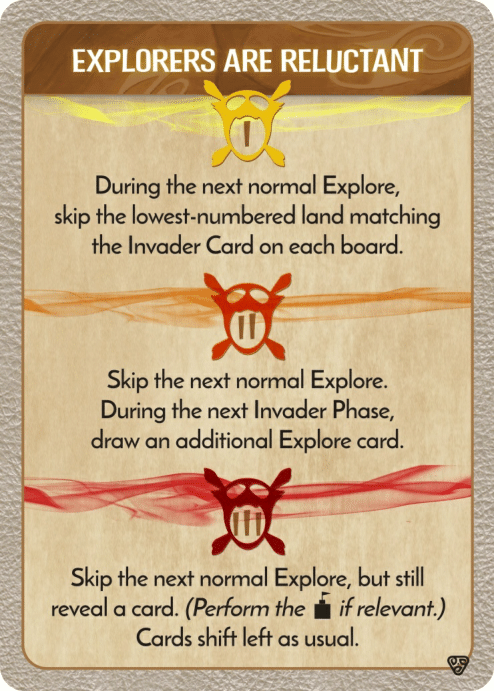 EXPLORERS ARE RELUCTANT
I
During the next normal Explore,
skip the lowest-numbered land matching
the Invader Card on each board.
II
Skip the next normal Explore.
During the next Invader Phase,
draw an additional Explore card.
III
Skip the next normal Explore, but still
reveal a card. (Perform the if relevant.)
Cards shift left as usual.